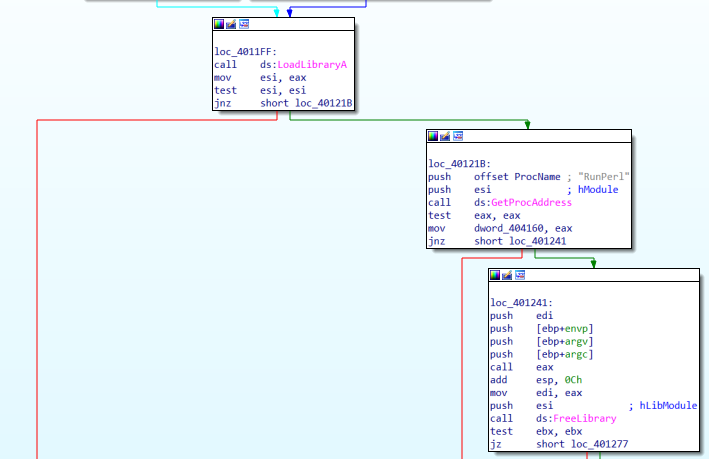 loc_4011FF:
call ds:LoadLibraryA
mov esi, eax
test esi, esi
jnz short loc_40121B
loc_40121B:
push offset ProcName ; "RunPerl"
push esi ; hModule
call ds:GetProcAddress
test eax, eax
mov dword_404160, eax
jnz short loc_401241
loc_401241:
push edi
push [ebp+envp]
push [ebp+argv]
push [ebp+argc]
call eax
add esp, 0Ch
mov edi, eax
push esi ; hLibModule
call ds:FreeLibrary
test ebx, ebx
jz short loc_401277